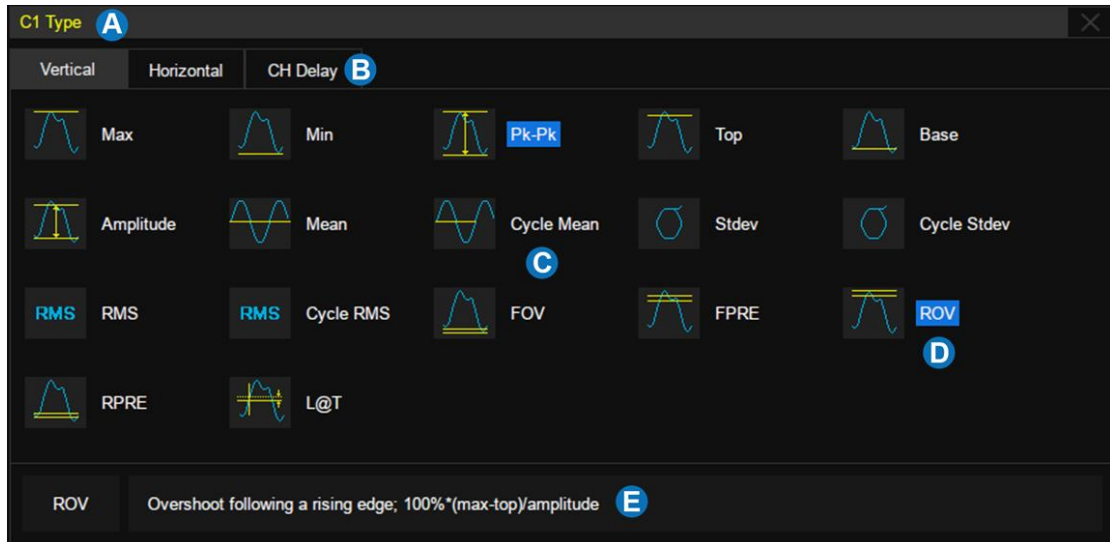 C1 Type A
Vertical Horizontal CH Delay B
Max Min Pk-Pk Top Base
Amplitude Mean Cycle Mean Stdev Cycle Stdev
C
RMS RMS RMS Cycle RMS FOV FPRE ROV
D
RPRE L@T
ROV Overshoot following a rising edge; 100%*(max-top)/amplitude E